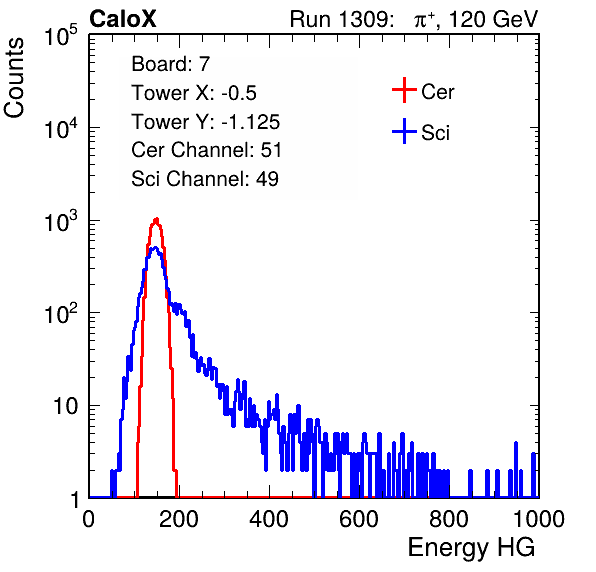 CaloX Run 1309: π⁺, 120 GeV
Counts
10⁵
10⁴
10³
10²
10
1
Board: 7
Tower X: -0.5
Tower Y: -1.125
Cer Channel: 51
Sci Channel: 49
Cer
Sci
0 200 400 600 800 1000
Energy HG